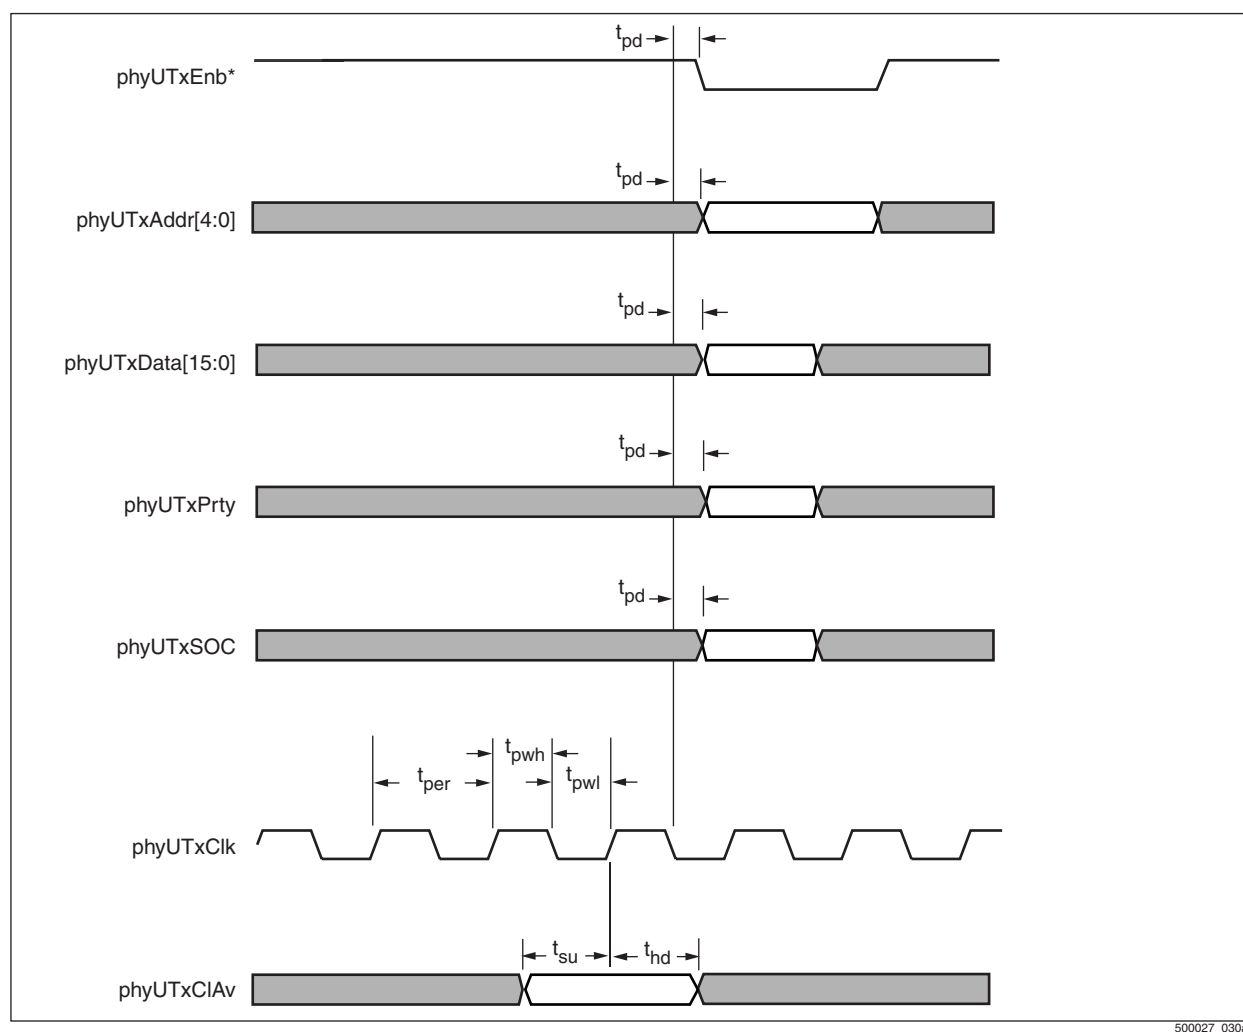 tpd
phyUTxEnb*
tpd
phyUTxAddr[4:0]
tpd
phyUTxData[15:0]
tpd
phyUTxPrty
tpd
phyUTxSOC
tpwh
tper
tpwl
phyUTxClk
tsu
thd
phyUTxClAv